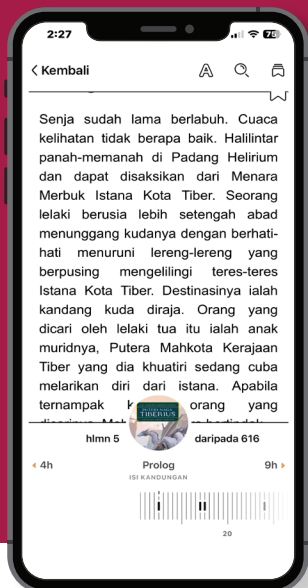 2:27
75
Kembali
A
Senja sudah lama berlabuh. Cuaca
kelihatan tidak berapa baik. Halilintar
panah-memanah di Padang Helirium
dan dapat disaksikan dari Menara
Merbuk Istana Kota Tiber. Seorang
lelaki berusia lebih setengah abad
menunggang kudanya dengan berhati-
hati menuruni lereng-lereng yang
berpusing mengelilingi teres-teres
Istana Kota Tiber. Destinasinya ialah
kandang kuda diraja. Orang yang
dicari oleh lelaki tua itu ialah anak
muridnya, Putera Mahkota Kerajaan
Tiber yang dia khuatiri sedang cuba
melarikan diri dari istana. Apabila
ternampak orang yang
TIBERIUS
hlmn 5 daripada 616
4h Prolog 9h
ISI KANDUNGAN
20